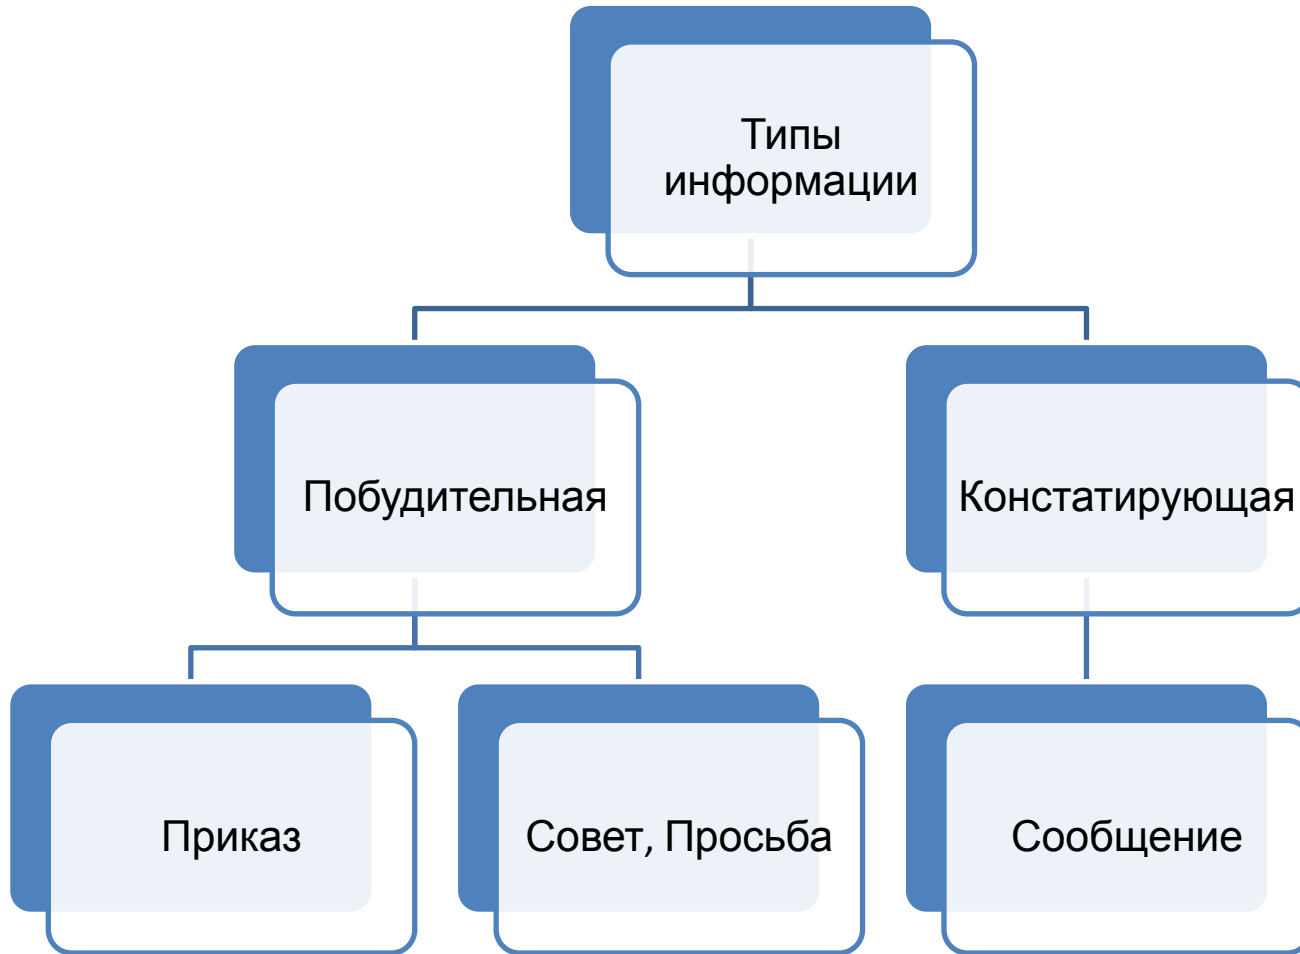 Типы
информации
Побудительная
Констатирующая
Приказ
Совет, Просьба
Сообщение